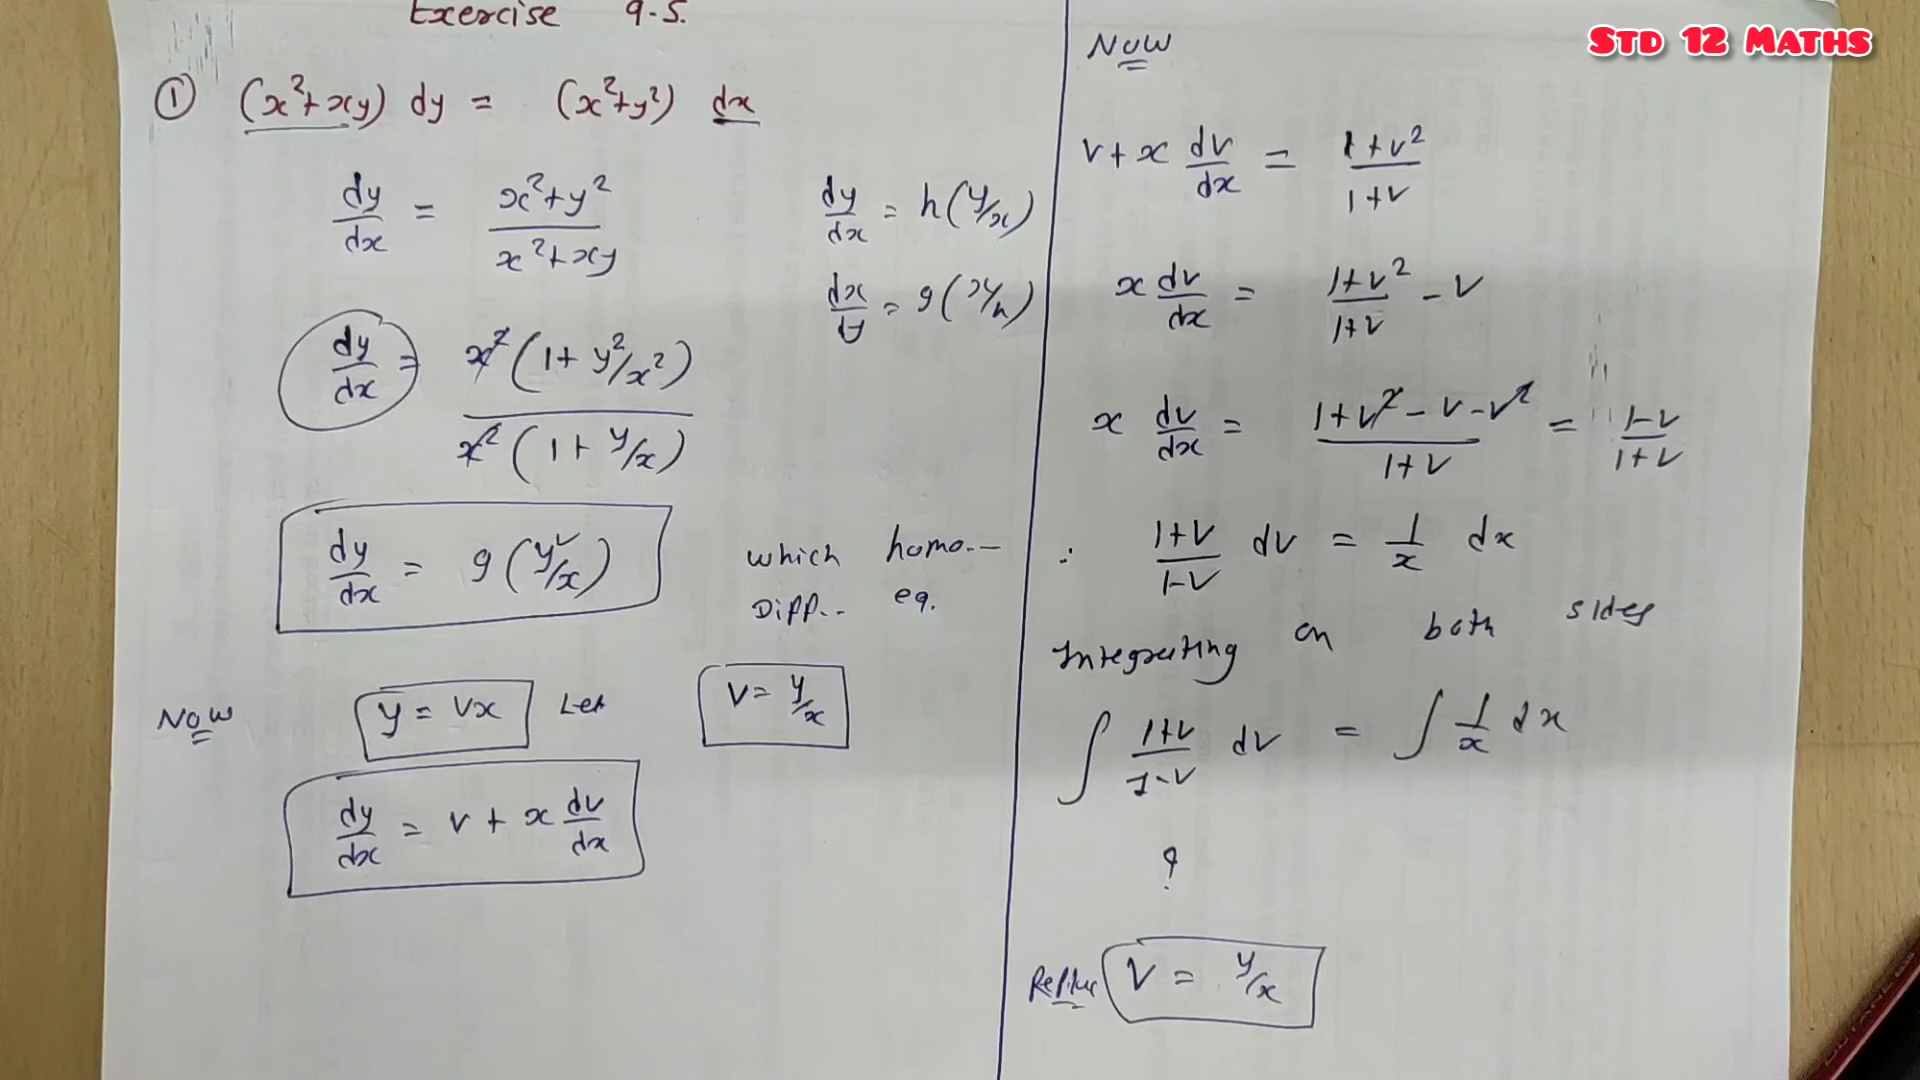 Exercise 9.5.
① (x²+xy) dy = (x²+y²) dx
dy/dx = (x²+y²)/(x²+xy)
dy/dx = h(y/x)
dx/dy = g(x/y)
dy/dx = x²(1+y²/x²)/x²(1+y/x)
dy/dx = g(y/x) which homo.—
Diff.. eq.
Now y = vx Let v = y/x
dy/dx = v + x dv/dx
Now
v + x dv/dx = (1+v²)/(1+v)
x dv/dx = (1+v²)/(1+v) - v
x dv/dx = (1+v²-v-v²)/(1+v) = (1-v)/(1+v)
∴ (1+v)/(1-v) dv = 1/x dx
Integrating on both sides
∫ (1+v)/(1-v) dv = ∫ 1/x dx
?
v = y/x
STD 12 MATHS